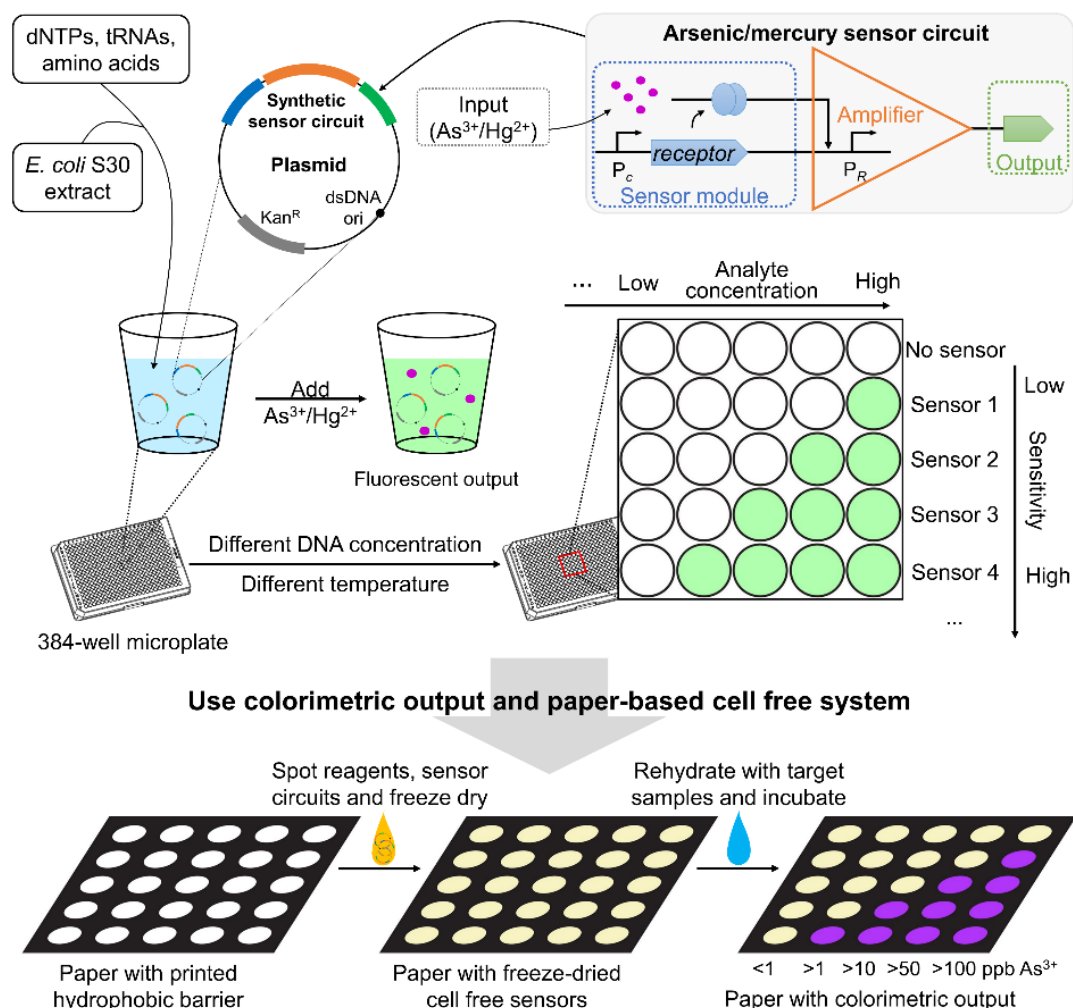 dNTPs, tRNAs,
amino acids
E. coli S30
extract
Synthetic
sensor circuit
Plasmid
dsDNA
ori
Kan^R
Arsenic/mercury sensor circuit
Input
(As³⁺/Hg²⁺)
P_c
receptor
Sensor module
Amplifier
P_R
Output
Add
As³⁺/Hg²⁺
Fluorescent output
...
Low
Analyte
concentration
High
No sensor
Sensor 1
Sensor 2
Sensor 3
Sensor 4
...
Low
Sensitivity
High
384-well microplate
Different DNA concentration
Different temperature
Use colorimetric output and paper-based cell free system
Spot reagents, sensor
circuits and freeze dry
Rehydrate with target
samples and incubate
Paper with printed
hydrophobic barrier
Paper with freeze-dried
cell free sensors
<1 >1 >10 >50 >100 ppb As³⁺
Paper with colorimetric output